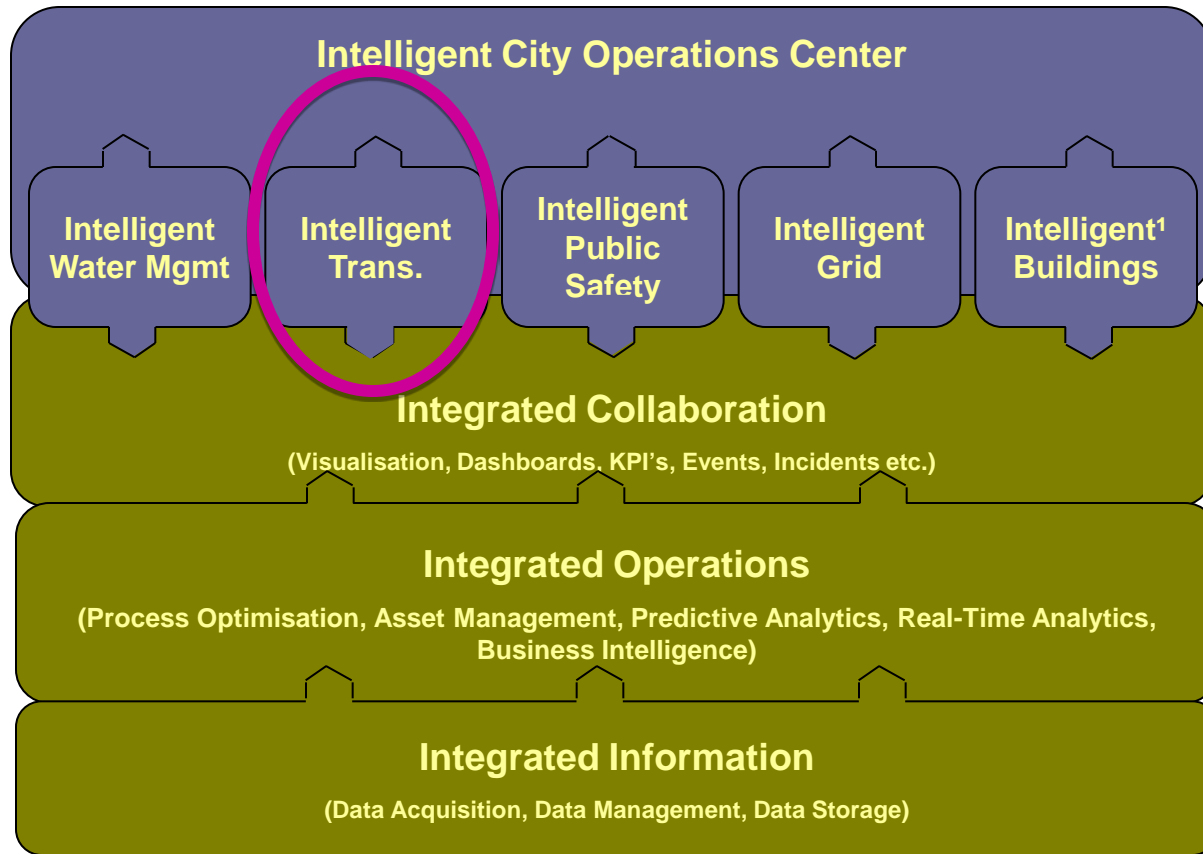 Intelligent City Operations Center
Intelligent
Water Mgmt
Intelligent
Trans.
Intelligent
Public
Safety
Intelligent
Grid
Intelligent¹
Buildings
Integrated Collaboration
(Visualisation, Dashboards, KPI's, Events, Incidents etc.)
Integrated Operations
(Process Optimisation, Asset Management, Predictive Analytics, Real-Time Analytics,
Business Intelligence)
Integrated Information
(Data Acquisition, Data Management, Data Storage)